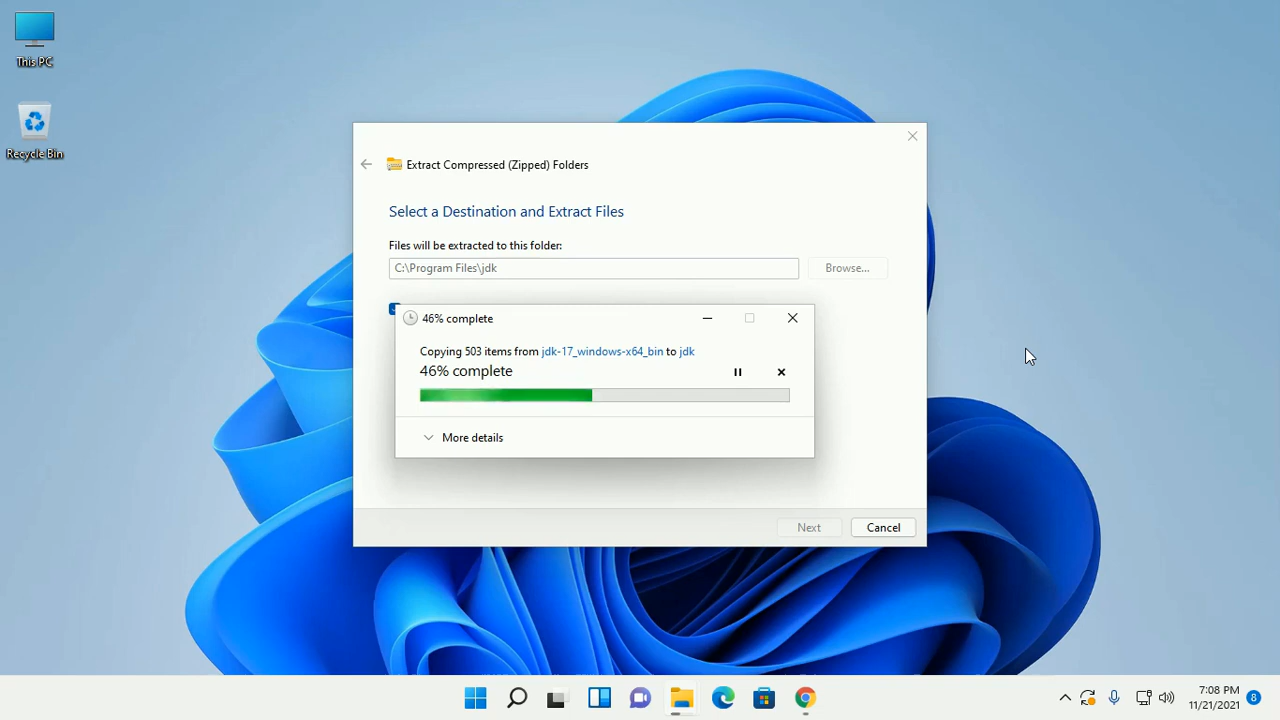 This PC
Recycle Bin
Extract Compressed (Zipped) Folders
Select a Destination and Extract Files
Files will be extracted to this folder:
C:\Program Files\jdk
Browse...
46% complete
Copying 503 items from jdk-17_windows-x64_bin to jdk
46% complete
More details
Next
Cancel
7:08 PM
11/21/2021
8